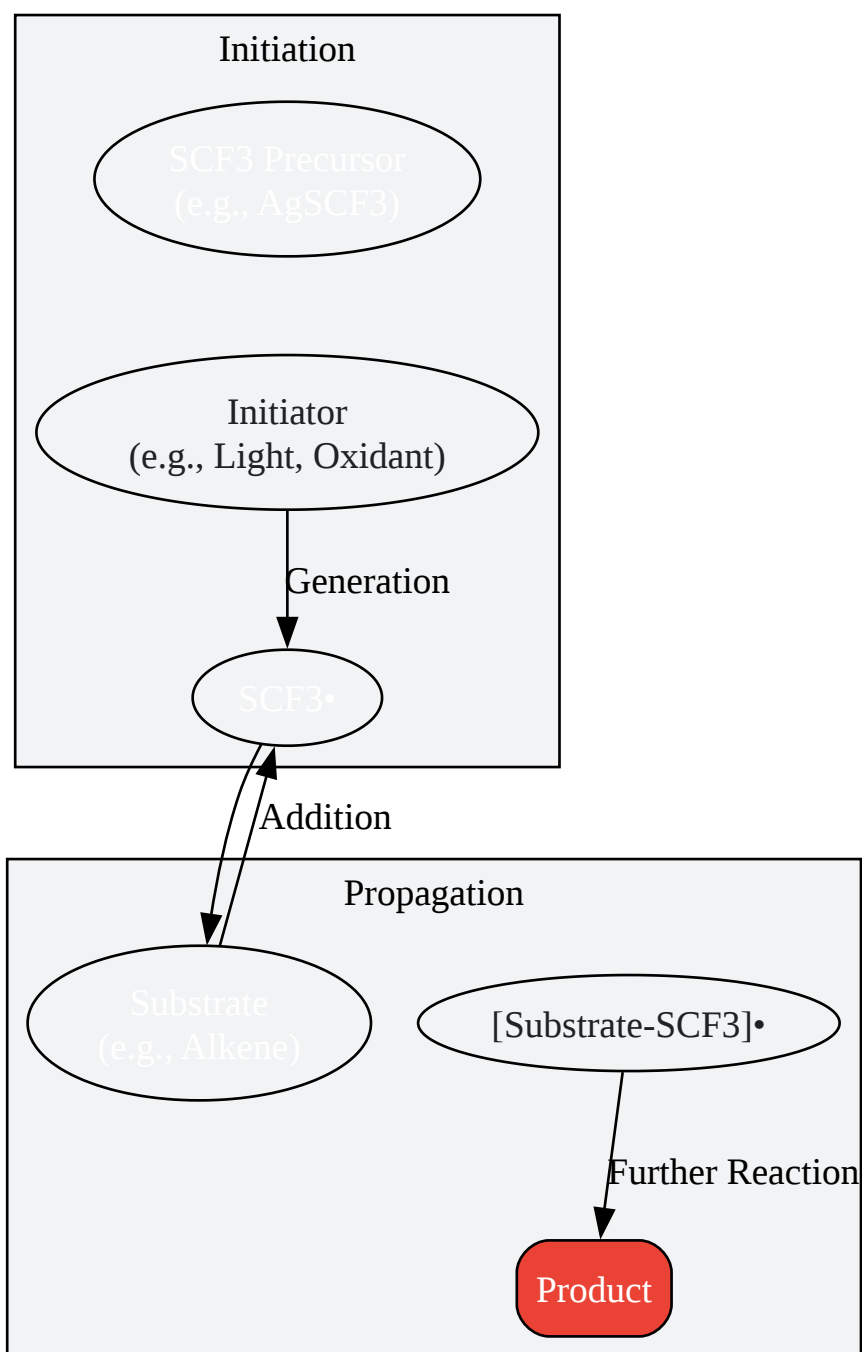 Initiation
SCF3 Precursor
(e.g., AgSCF3)
Initiator
(e.g., Light, Oxidant)
Generation
SCF3•
Addition
Propagation
Substrate
(e.g., Alkene)
[Substrate-SCF3]•
Further Reaction
Product